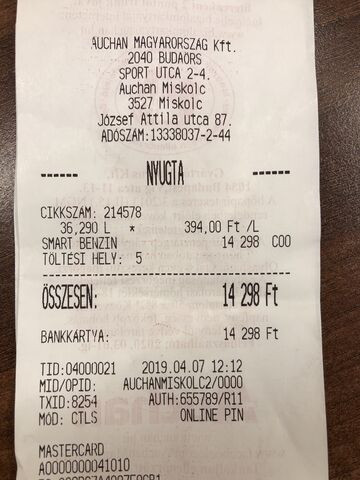 AUCHAN MAGYARORSZÁG Kft.
2040 BUDAÖRS
SPORT UTCA 2-4.
Auchan Miskolc
3527 Miskolc
József Attila utca 87.
ADÓSZÁM:13338037-2-44
------ NYUGTA ------
CIKKSZÁM: 214578
36,290 L * 394,00 Ft /L
SMART BENZIN 14 298 C00
TÖLTÉSI HELY: 5
ÖSSZESEN: 14 298 Ft
BANKKÁRTYA: 14 298 Ft
TID:04000021 2019.04.07 12:12
MID/OPID: AUCHANMISKOLC2/0000
TXID:8254 AUTH:655789/R11
MÓD: CTLS ONLINE PIN
MASTERCARD
A0000000041010